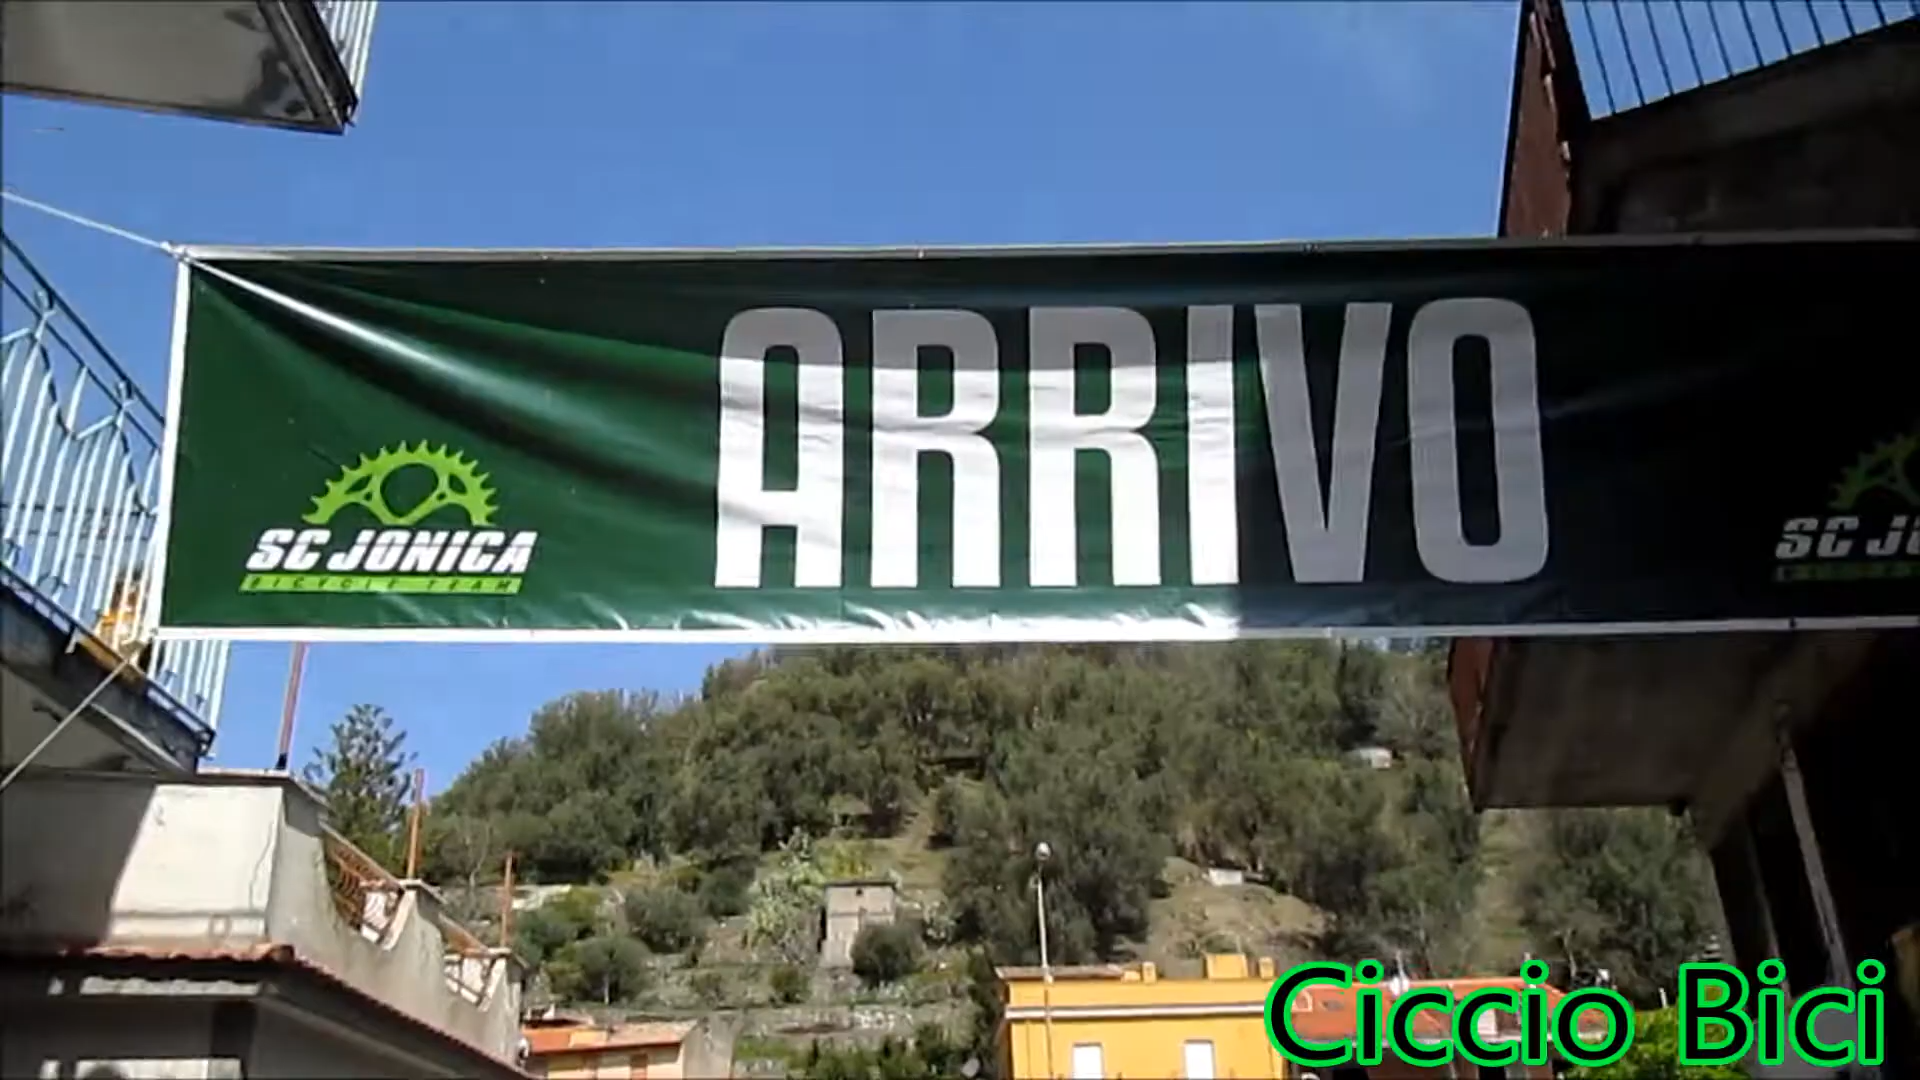 ARRIVO
SC JONICA
BICYCLE TEAM
SC JO
Ciccio Bici